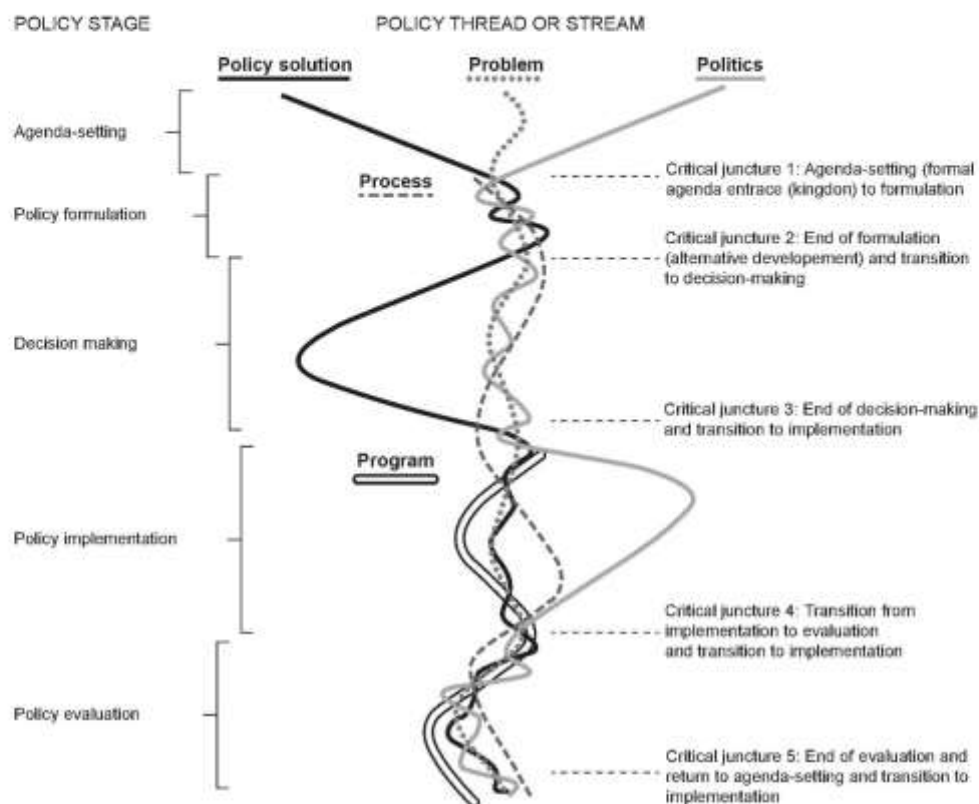 POLICY STAGE
POLICY THREAD OR STREAM
Policy solution
Problem
Politics
Agenda-setting
Critical juncture 1: Agenda-setting (formal
agenda entrace (kingdon) to formulation
Process
Policy formulation
Critical juncture 2: End of formulation
(alternative developement) and transition
to decision-making
Decision making
Critical juncture 3: End of decision-making
and transition to implementation
Program
Policy implementation
Critical juncture 4: Transition from
implementation to evaluation
and transition to implementation
Policy evaluation
Critical juncture 5: End of evaluation and
return to agenda-setting and transition to
implementation